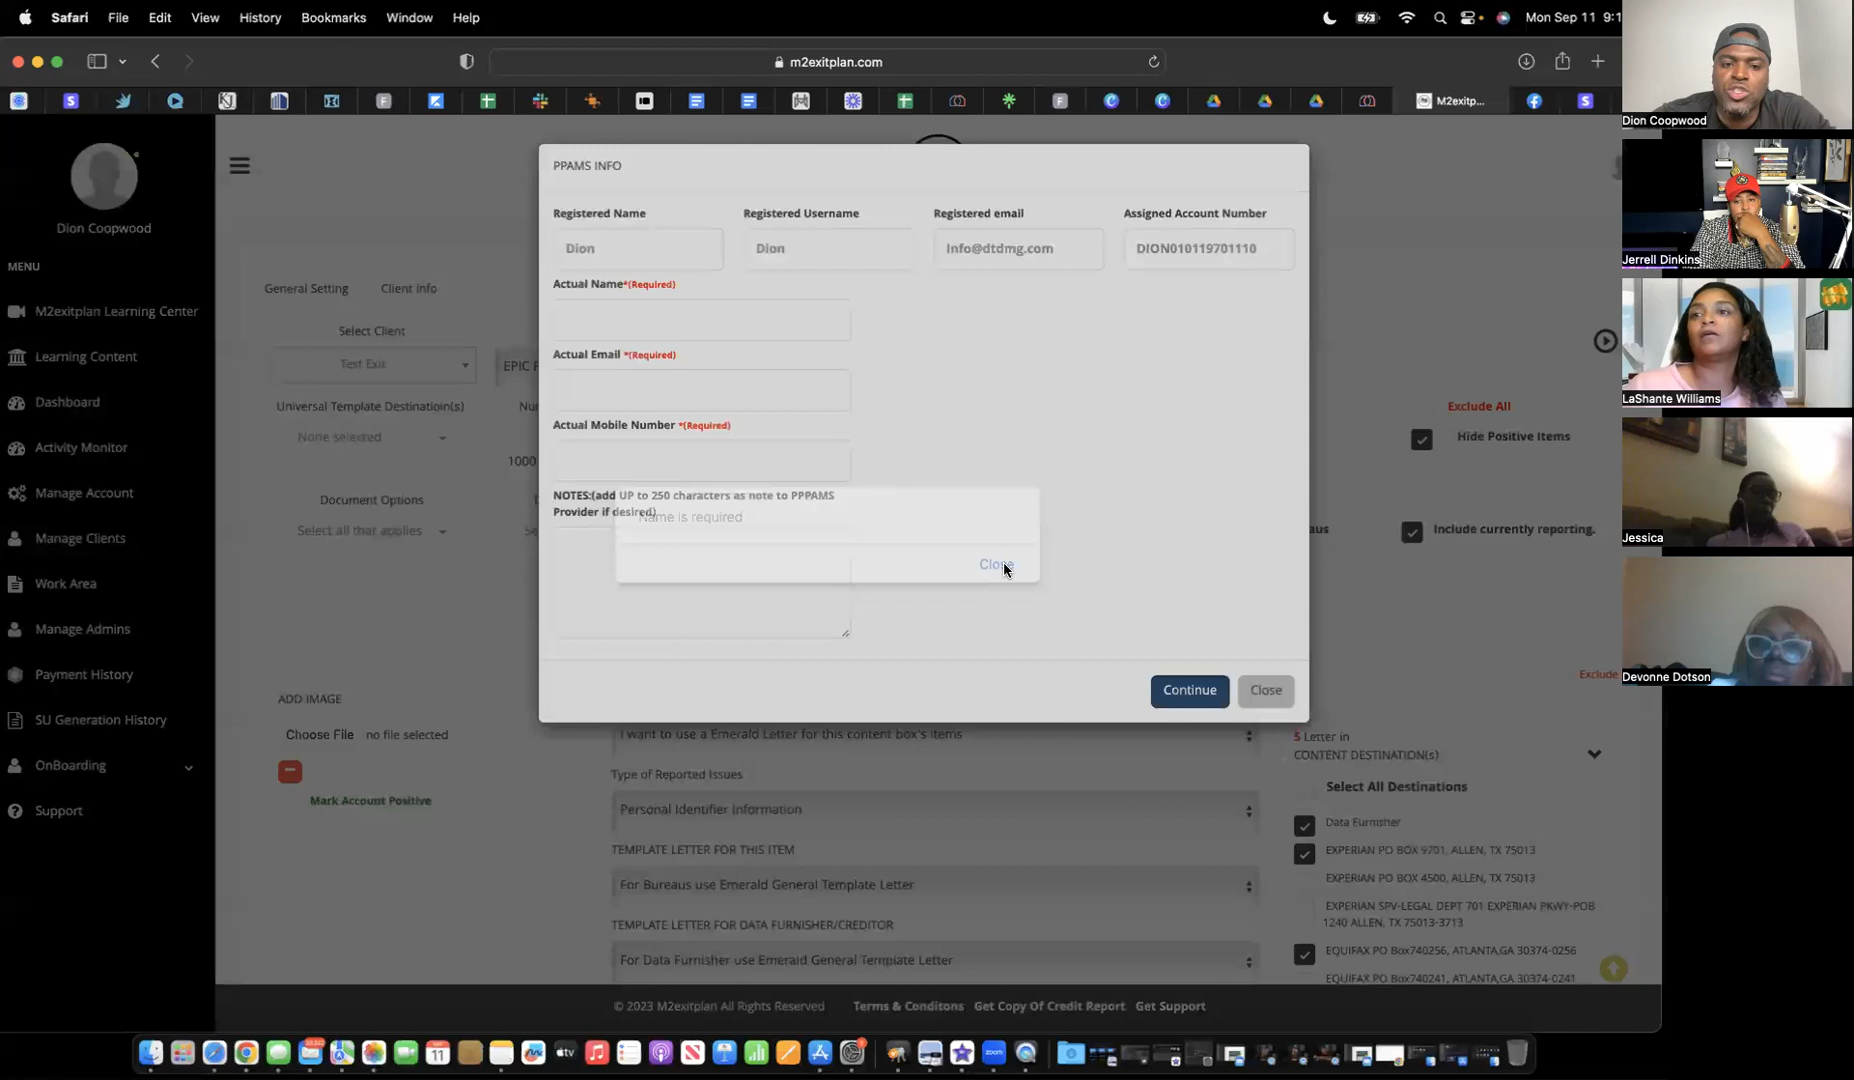 Safari File Edit View History Bookmarks Window Help
Mon Sep 11 9:1
m2exitplan.com
M2exitp...
Dion Coopwood
MENU
M2exitplan Learning Center
Learning Content
Dashboard
Activity Monitor
Manage Account
Manage Clients
Work Area
Manage Admins
Payment History
SU Generation History
OnBoarding
Support
General Setting Client Info
Select Client
Test Exit
EPIC
Universal Template Destination(s)
None selected
1000
Document Options
Select all that applies
ADD IMAGE
Choose File no file selected
Mark Account Positive
PPAMS INFO
Registered Name Registered Username Registered email Assigned Account Number
Dion Dion Info@dtdmg.com DION010119701110
Actual Name*(Required)
Actual Email *(Required)
Actual Mobile Number *(Required)
NOTES:(add UP to 250 characters as note to PPPAMS
Provider if desired)
Name is required
Close
Continue Close
Exclude All
Hide Positive Items
Include currently reporting.
Exclude
I want to use a Emerald Letter for this content box's items
Type of Reported Issues
Personal Identifier Information
TEMPLATE LETTER FOR THIS ITEM
For Bureaus use Emerald General Template Letter
TEMPLATE LETTER FOR DATA FURNISHER/CREDITOR
For Data Furnisher use Emerald General Template Letter
5 Letter in
CONTENT DESTINATION(s)
Select All Destinations
Data Furnisher
EXPERIAN PO BOX 9701, ALLEN, TX 75013
EXPERIAN PO BOX 4500, ALLEN, TX 75013
EXPERIAN SPV-LEGAL DEPT 701 EXPERIAN PKWY-POB
1240 ALLEN, TX 75013-3713
EQUIFAX PO Box740256, ATLANTA,GA 30374-0256
EQUIFAX PO Box740241, ATLANTA,GA 30374-0241
© 2023 M2exitplan All Rights Reserved Terms & Conditons Get Copy Of Credit Report Get Support
Dion Coopwood
Jerrell Dinkins
LaShante Williams
Jessica
Devonne Dotson
11
tv
zoom